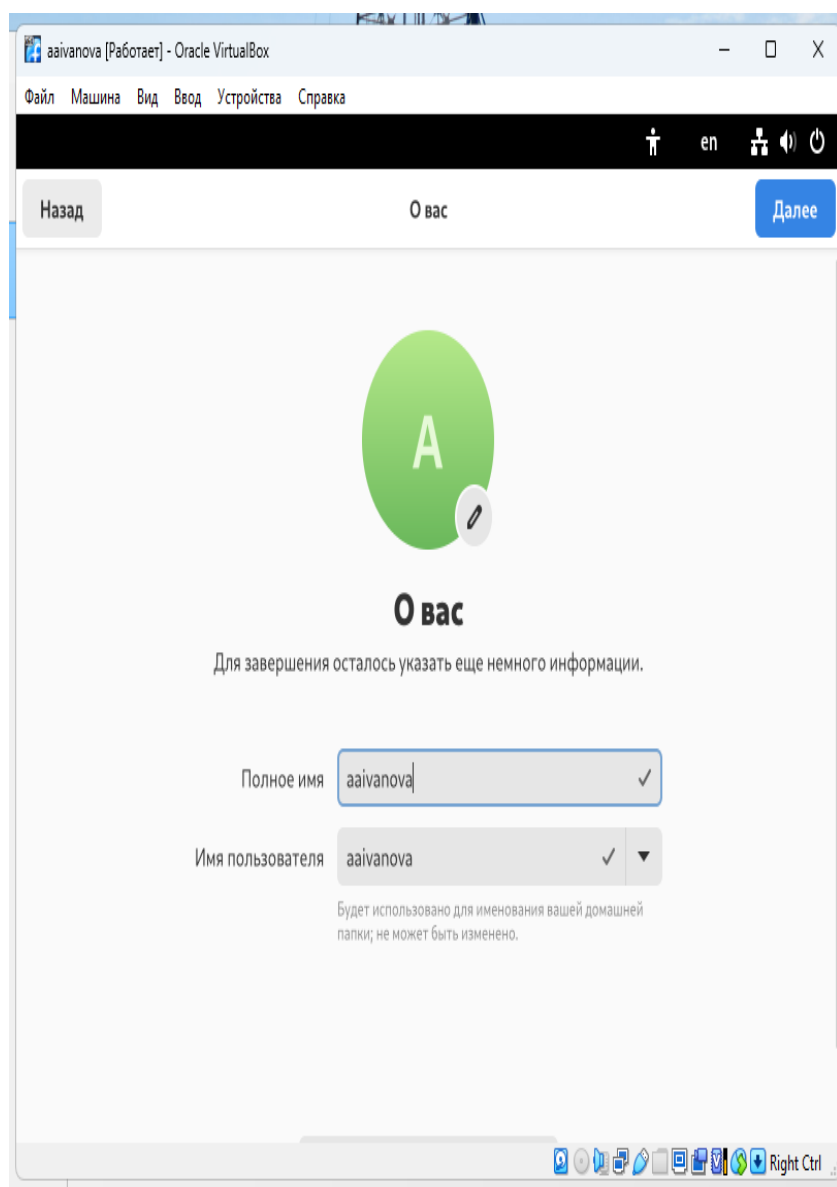 aaivanova [Работает] - Oracle VirtualBox
Файл Машина Вид Ввод Устройства Справка
en
Назад О вас Далее
A
О вас
Для завершения осталось указать еще немного информации.
Полное имя aaivanova
Имя пользователя aaivanova
Будет использовано для именования вашей домашней
папки; не может быть изменено.
Right Ctrl